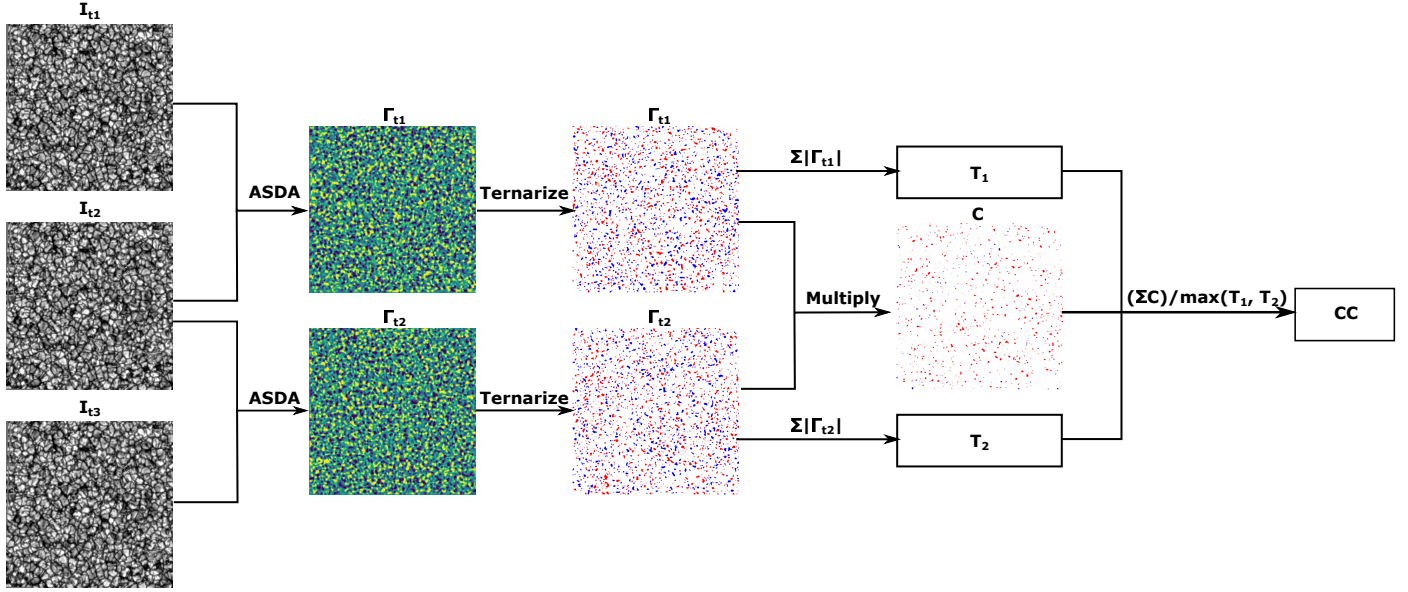 I_t1
I_t2
I_t3
ASDA
ASDA
Γ_t1
Γ_t2
Ternarize
Ternarize
Γ_t1
Γ_t2
Σ|Γ_t1|
Multiply
Σ|Γ_t2|
T_1
C
T_2
(ΣC)/max(T_1, T_2)
CC